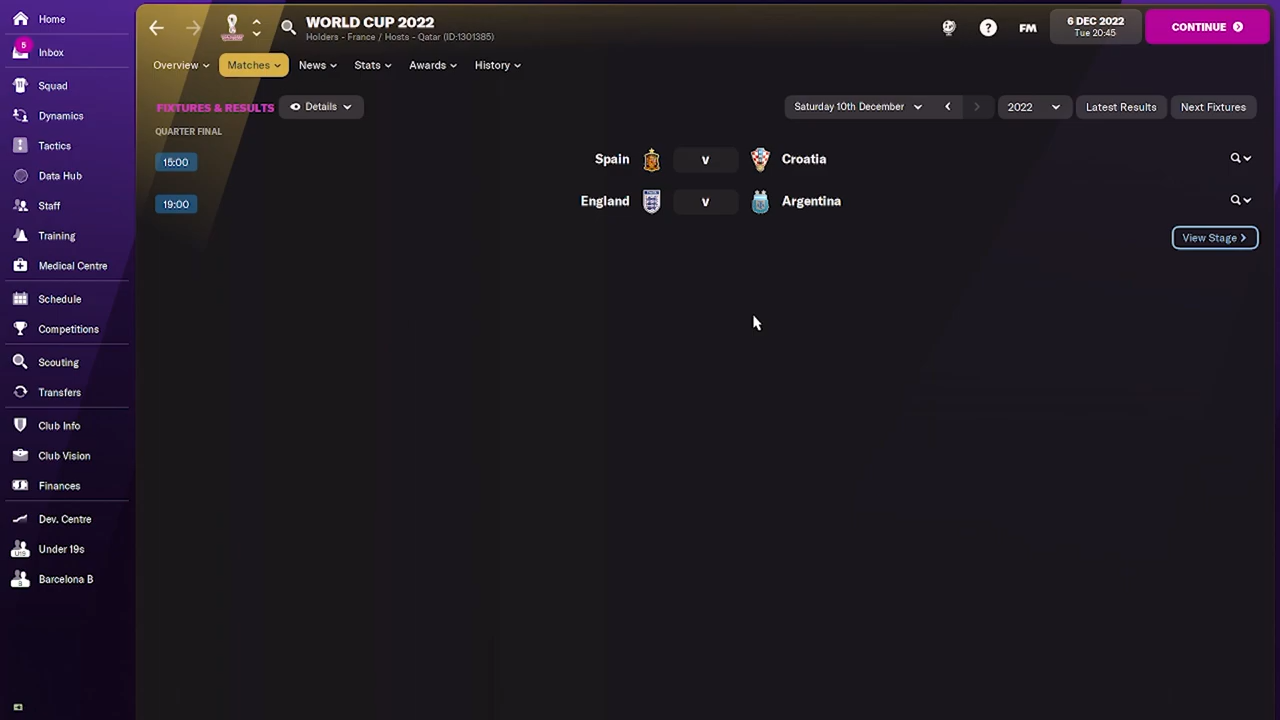 Home
5
Inbox
Squad
Dynamics
Tactics
Data Hub
Staff
Training
Medical Centre
Schedule
Competitions
Scouting
Transfers
Club Info
Club Vision
Finances
Dev. Centre
Under 19s
Barcelona B
WORLD CUP 2022
Holders - France / Hosts - Qatar (ID:1301385)
FM
6 DEC 2022
Tue 20:45
CONTINUE
Overview
Matches
News
Stats
Awards
History
FIXTURES & RESULTS
Details
Saturday 10th December
2022
Latest Results
Next Fixtures
QUARTER FINAL
15:00 Spain v Croatia
19:00 England v Argentina
View Stage